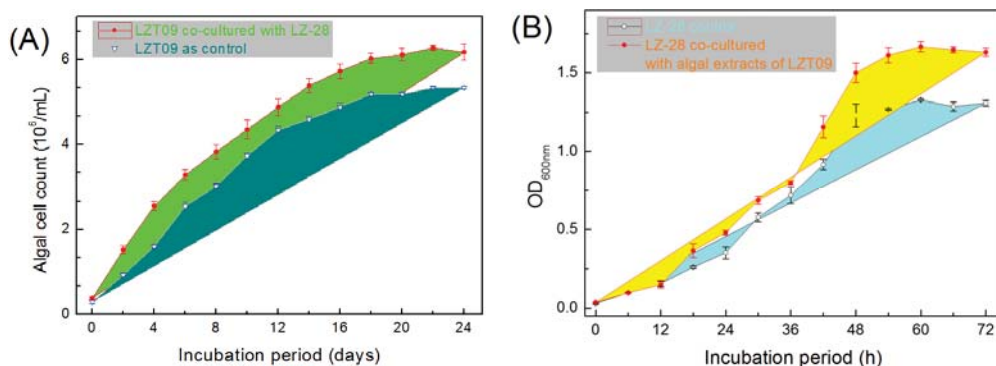 (A)
LZT09 co-cultured with LZ-28
LZT09 as control
Algal cell count (10⁶/mL)
6
4
2
0
0 4 8 12 16 20 24
Incubation period (days)
(B)
LZ-28 control
LZ-28 co-cultured
with algal extracts of LZT09
OD600nm
1.5
1.0
0.5
0.0
0 12 24 36 48 60 72
Incubation period (h)